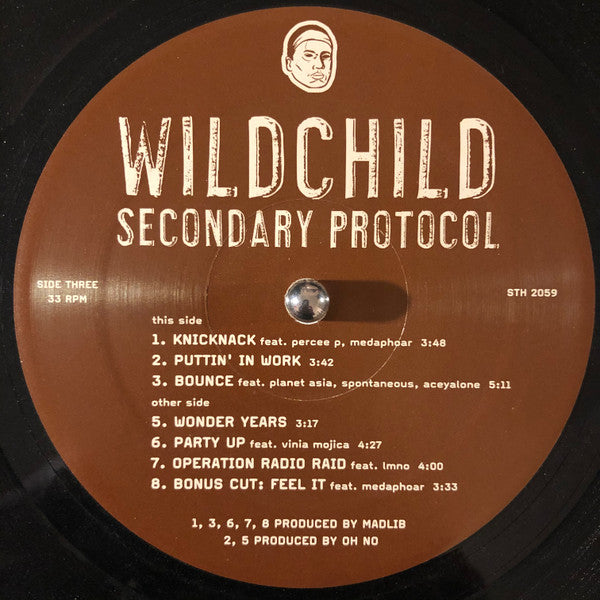 WILDCHILD
SECONDARY PROTOCOL
SIDE THREE
33 RPM
STH 2059
this side
1. KNICKNACK feat. percee p, medaphoar 3:48
2. PUTTIN' IN WORK 3:42
3. BOUNCE feat. planet asia, spontaneous, aceyalone 5:11
other side
5. WONDER YEARS 3:17
6. PARTY UP feat. vinia mojica 4:27
7. OPERATION RADIO RAID feat. lmno 4:00
8. BONUS CUT: FEEL IT feat. medaphoar 3:33
1, 3, 6, 7, 8 PRODUCED BY MADLIB
2, 5 PRODUCED BY OH NO